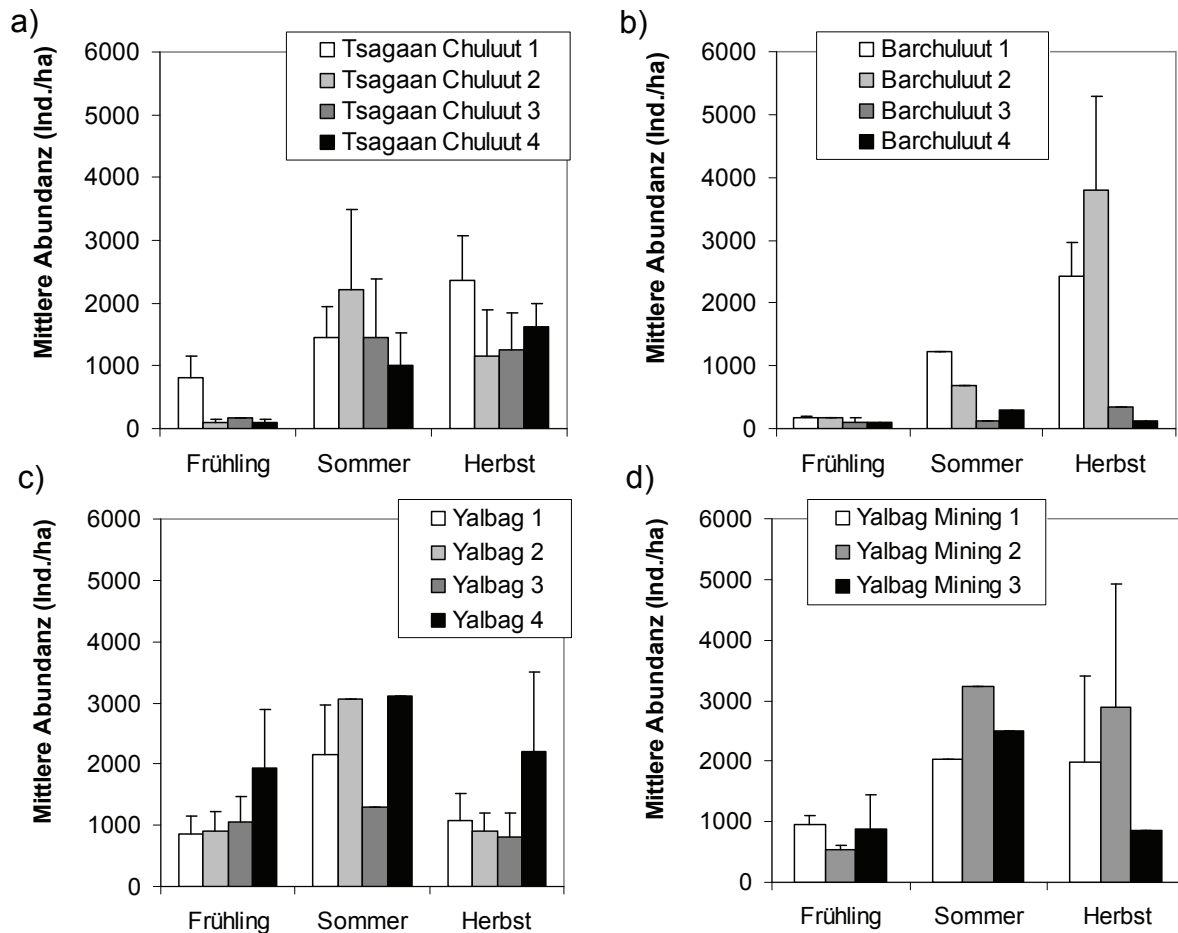 a)
Mittlere Abundanz (Ind./ha)
6000
5000
4000
3000
2000
1000
0
Tsagaan Chuluut 1
Tsagaan Chuluut 2
Tsagaan Chuluut 3
Tsagaan Chuluut 4
Frühling Sommer Herbst
b)
Mittlere Abundanz (Ind./ha)
6000
5000
4000
3000
2000
1000
0
Barchuluut 1
Barchuluut 2
Barchuluut 3
Barchuluut 4
Frühling Sommer Herbst
c)
Mittlere Abundanz (Ind./ha)
6000
5000
4000
3000
2000
1000
0
Yalbag 1
Yalbag 2
Yalbag 3
Yalbag 4
Frühling Sommer Herbst
d)
Mittlere Abundanz (Ind./ha)
6000
5000
4000
3000
2000
1000
0
Yalbag Mining 1
Yalbag Mining 2
Yalbag Mining 3
Frühling Sommer Herbst